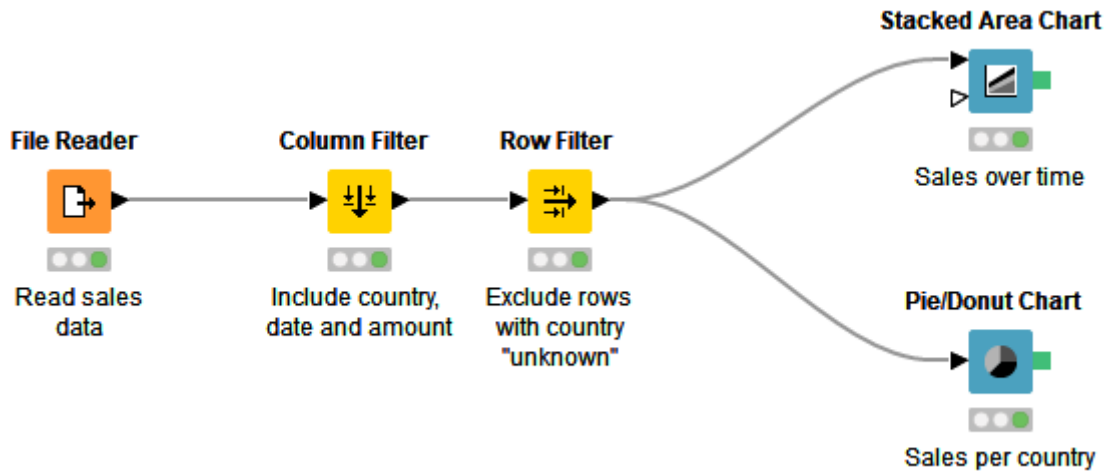 Stacked Area Chart
Sales over time
File Reader
Read sales
data
Column Filter
Include country,
date and amount
Row Filter
Exclude rows
with country
"unknown"
Pie/Donut Chart
Sales per country